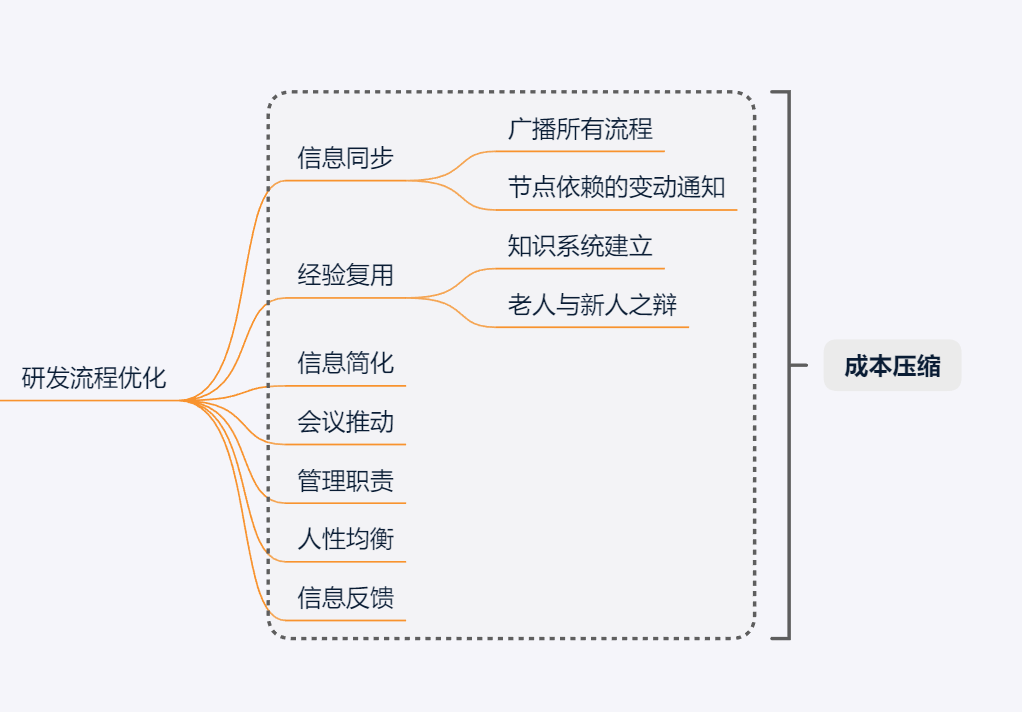 研发流程优化
信息同步
广播所有流程
节点依赖的变动通知
经验复用
知识系统建立
老人与新人之辩
信息简化
会议推动
管理职责
人性均衡
信息反馈
成本压缩